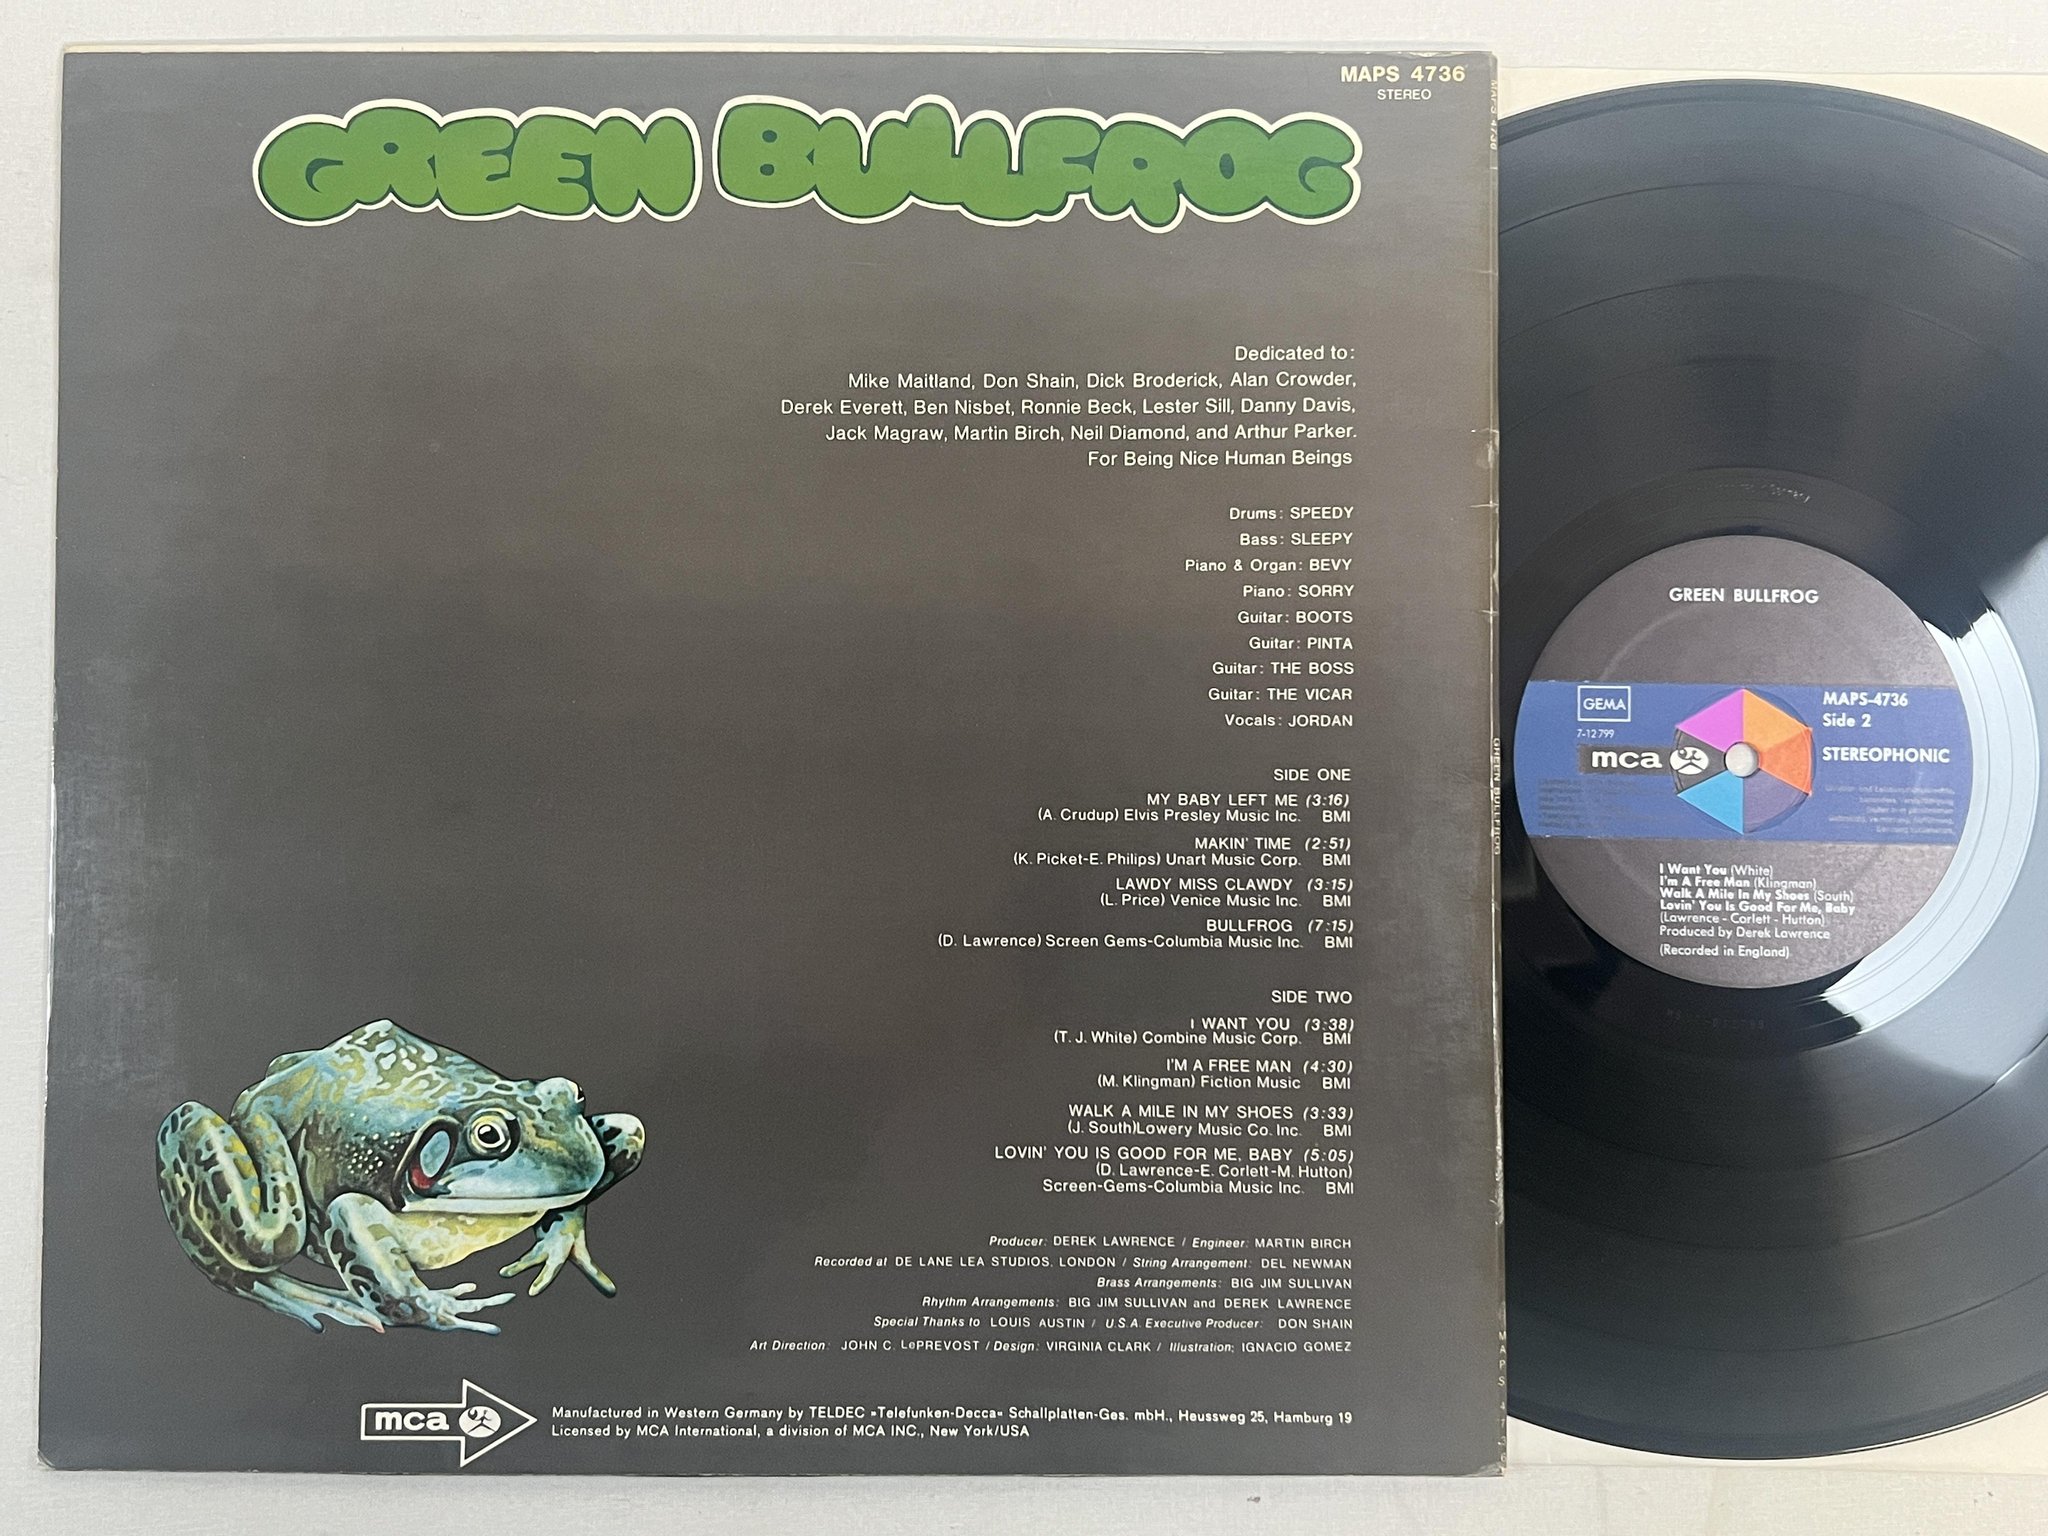 MAPS 4736
STEREO
GREEN BULLFROG
Dedicated to:
Mike Maitland, Don Shain, Dick Broderick, Alan Crowder,
Derek Everett, Ben Nisbet, Ronnie Beck, Lester Sill, Danny Davis,
Jack Magraw, Martin Birch, Neil Diamond, and Arthur Parker.
For Being Nice Human Beings
Drums: SPEEDY
Bass: SLEEPY
Piano & Organ: BEVY
Piano: SORRY
Guitar: BOOTS
Guitar: PINTA
Guitar: THE BOSS
Guitar: THE VICAR
Vocals: JORDAN
SIDE ONE
MY BABY LEFT ME (3:16)
(A. Crudup) Elvis Presley Music Inc. BMI
MAKIN' TIME (2:51)
(K. Picket-E. Philips) Unart Music Corp. BMI
LAWDY MISS CLAWDY (3:15)
(L. Price) Venice Music Inc. BMI
BULLFROG (7:15)
(D. Lawrence) Screen Gems-Columbia Music Inc. BMI
SIDE TWO
I WANT YOU (3:38)
(T. J. White) Combine Music Corp. BMI
I'M A FREE MAN (4:30)
(M. Klingman) Fiction Music BMI
WALK A MILE IN MY SHOES (3:33)
(J. South)Lowery Music Co. Inc. BMI
LOVIN' YOU IS GOOD FOR ME, BABY (5:05)
(D. Lawrence-E. Corlett-M. Hutton)
Screen-Gems-Columbia Music Inc. BMI
Producer: DEREK LAWRENCE / Engineer: MARTIN BIRCH
Recorded at DE LANE LEA STUDIOS, LONDON / String Arrangement: DEL NEWMAN
Brass Arrangements: BIG JIM SULLIVAN
Rhythm Arrangements: BIG JIM SULLIVAN and DEREK LAWRENCE
Special Thanks to LOUIS AUSTIN / U.S.A. Executive Producer: DON SHAIN
Art Direction: JOHN C. LePREVOST / Design: VIRGINIA CLARK / Illustration: IGNACIO GOMEZ
mca
Manufactured in Western Germany by TELDEC »Telefunken-Decca« Schallplatten-Ges. mbH., Heussweg 25, Hamburg 19
Licensed by MCA International, a division of MCA INC., New York/USA
MAPS 4736
GREEN BULLFROG
MAPS 4736
GREEN BULLFROG
GEMA
7-12 799
mca
MAPS-4736
Side 2
STEREOPHONIC
I Want You (White)
I'm A Free Man (Klingman)
Walk A Mile In My Shoes (South)
Lovin' You Is Good For Me, Baby
(Lawrence - Corlett - Hutton)
Produced by Derek Lawrence
(Recorded in England)